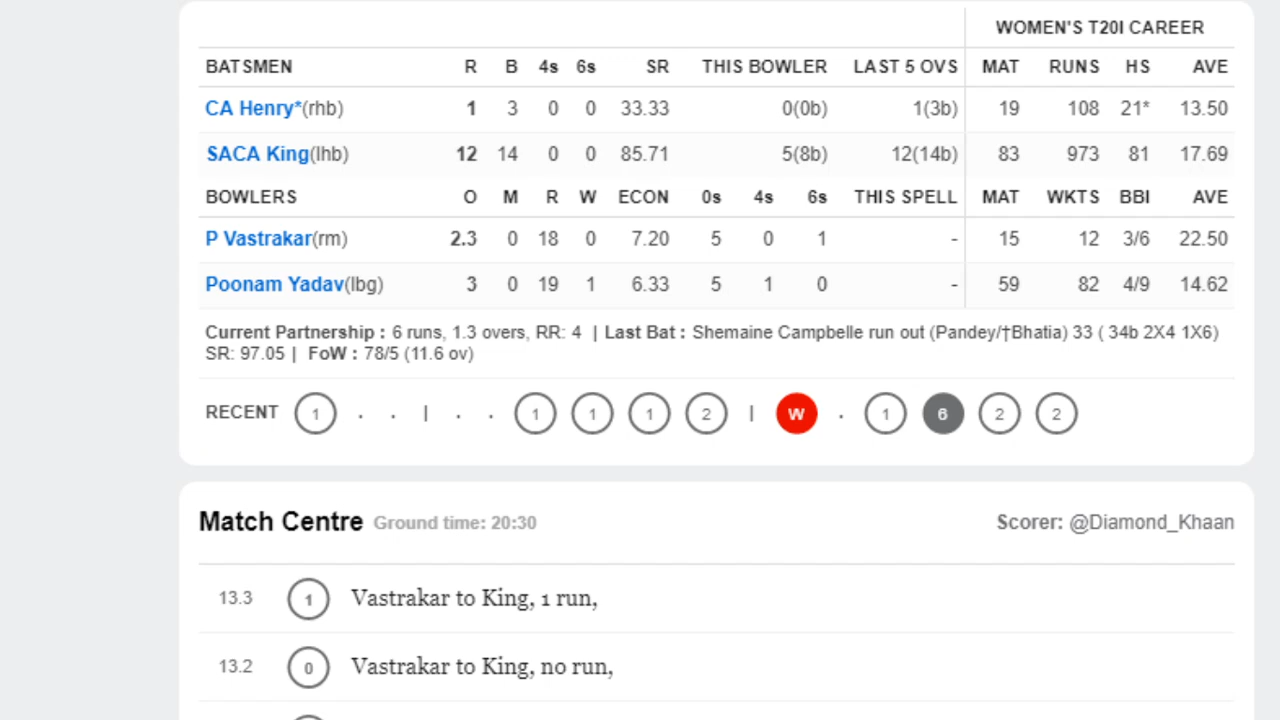 WOMEN'S T20I CAREER
BATSMEN R B 4s 6s SR THIS BOWLER LAST 5 OVS MAT RUNS HS AVE
CA Henry*(rhb) 1 3 0 0 33.33 0(0b) 1(3b) 19 108 21* 13.50
SACA King(lhb) 12 14 0 0 85.71 5(8b) 12(14b) 83 973 81 17.69
BOWLERS O M R W ECON 0s 4s 6s THIS SPELL MAT WKTS BBI AVE
P Vastrakar(rm) 2.3 0 18 0 7.20 5 0 1 - 15 12 3/6 22.50
Poonam Yadav(lbg) 3 0 19 1 6.33 5 1 0 - 59 82 4/9 14.62
Current Partnership : 6 runs, 1.3 overs, RR: 4 | Last Bat : Shemaine Campbelle run out (Pandey/†Bhatia) 33 ( 34b 2X4 1X6)
SR: 97.05 | FoW : 78/5 (11.6 ov)
RECENT 1 . . | . . 1 1 1 2 | W . 1 6 2 2
Match Centre Ground time: 20:30 Scorer: @Diamond_Khaan
13.3 1 Vastrakar to King, 1 run,
13.2 0 Vastrakar to King, no run,